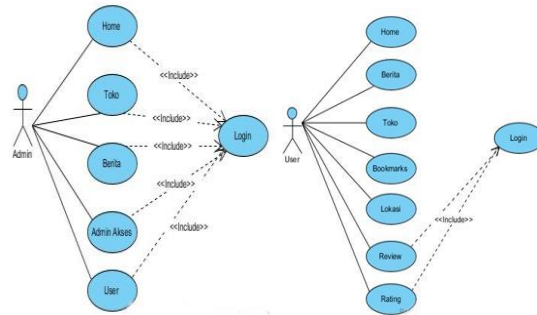 Home
<<Include>>
Toko
<<Include>>
Login
Admin
<<Include>>
Berita
<<Include>>
Admin Akses
<<Include>>
User
Home
Berita
Toko
Login
User
Bookmarks
Lokasi
<<Include>>
Review
Rating